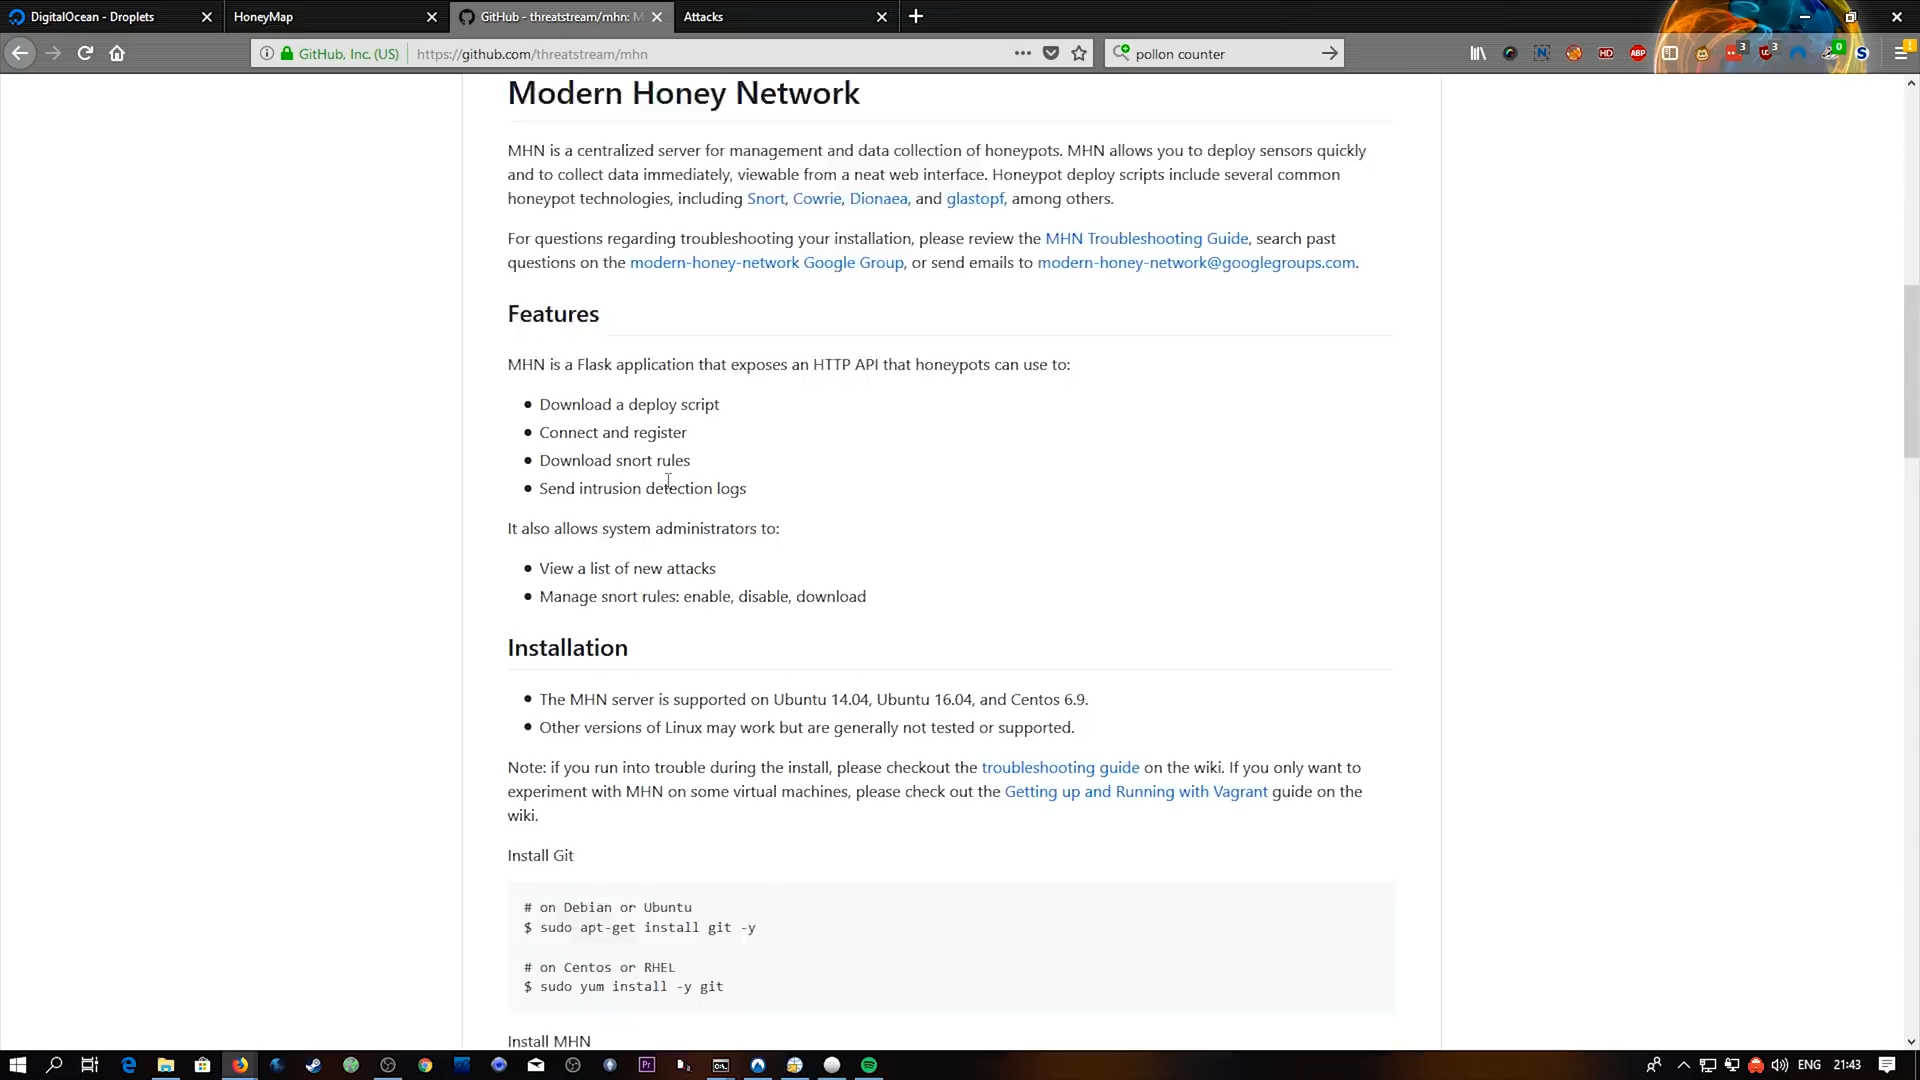 DigitalOcean - Droplets
HoneyMap
GitHub - threatstream/mhn: M
Attacks
GitHub, Inc. (US)
https://github.com/threatstream/mhn
pollon counter
HD
ABP
3
3
0
Modern Honey Network
MHN is a centralized server for management and data collection of honeypots. MHN allows you to deploy sensors quickly
and to collect data immediately, viewable from a neat web interface. Honeypot deploy scripts include several common
honeypot technologies, including Snort, Cowrie, Dionaea, and glastopf, among others.
For questions regarding troubleshooting your installation, please review the MHN Troubleshooting Guide, search past
questions on the modern-honey-network Google Group, or send emails to modern-honey-network@googlegroups.com.
Features
MHN is a Flask application that exposes an HTTP API that honeypots can use to:
• Download a deploy script
• Connect and register
• Download snort rules
• Send intrusion detection logs
It also allows system administrators to:
• View a list of new attacks
• Manage snort rules: enable, disable, download
Installation
• The MHN server is supported on Ubuntu 14.04, Ubuntu 16.04, and Centos 6.9.
• Other versions of Linux may work but are generally not tested or supported.
Note: if you run into trouble during the install, please checkout the troubleshooting guide on the wiki. If you only want to
experiment with MHN on some virtual machines, please check out the Getting up and Running with Vagrant guide on the
wiki.
Install Git
# on Debian or Ubuntu
$ sudo apt-get install git -y
# on Centos or RHEL
$ sudo yum install -y git
Install MHN
Pr
ENG
21:43